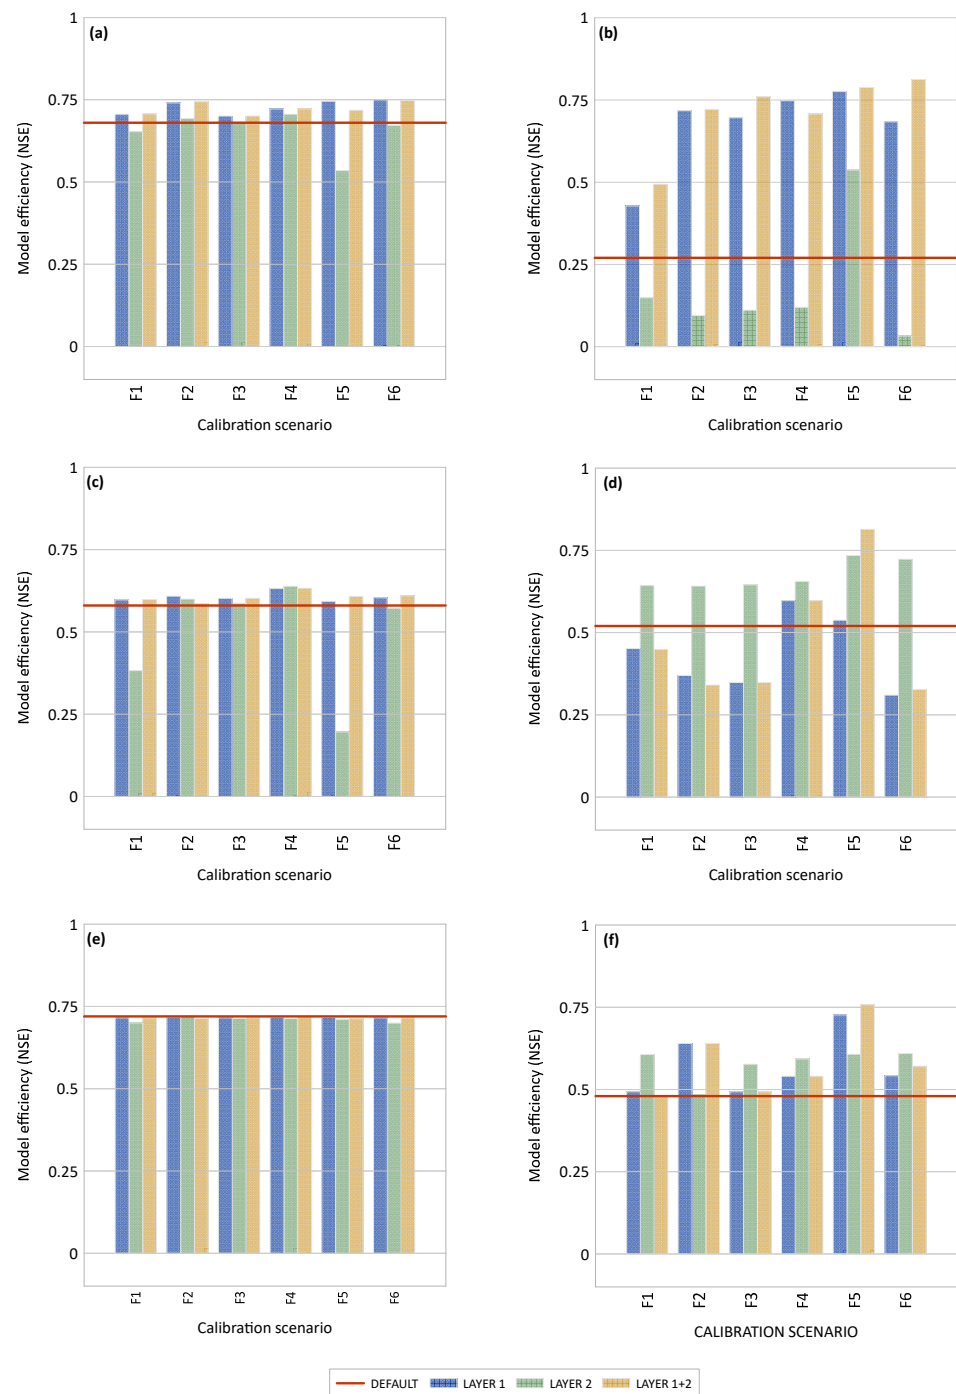 (a)
1
0.75
0.5
0.25
0
Model efficiency (NSE)
F1 F2 F3 F4 F5 F6
Calibration scenario
(b)
1
0.75
0.5
0.25
0
Model efficiency (NSE)
F1 F2 F3 F4 F5 F6
Calibration scenario
(c)
1
0.75
0.5
0.25
0
Model efficiency (NSE)
F1 F2 F3 F4 F5 F6
Calibration scenario
(d)
1
0.75
0.5
0.25
0
Model efficiency (NSE)
F1 F2 F3 F4 F5 F6
Calibration scenario
(e)
1
0.75
0.5
0.25
0
Model efficiency (NSE)
F1 F2 F3 F4 F5 F6
Calibration scenario
(f)
1
0.75
0.5
0.25
0
Model efficiency (NSE)
F1 F2 F3 F4 F5 F6
CALIBRATION SCENARIO
DEFAULT LAYER 1 LAYER 2 LAYER 1+2